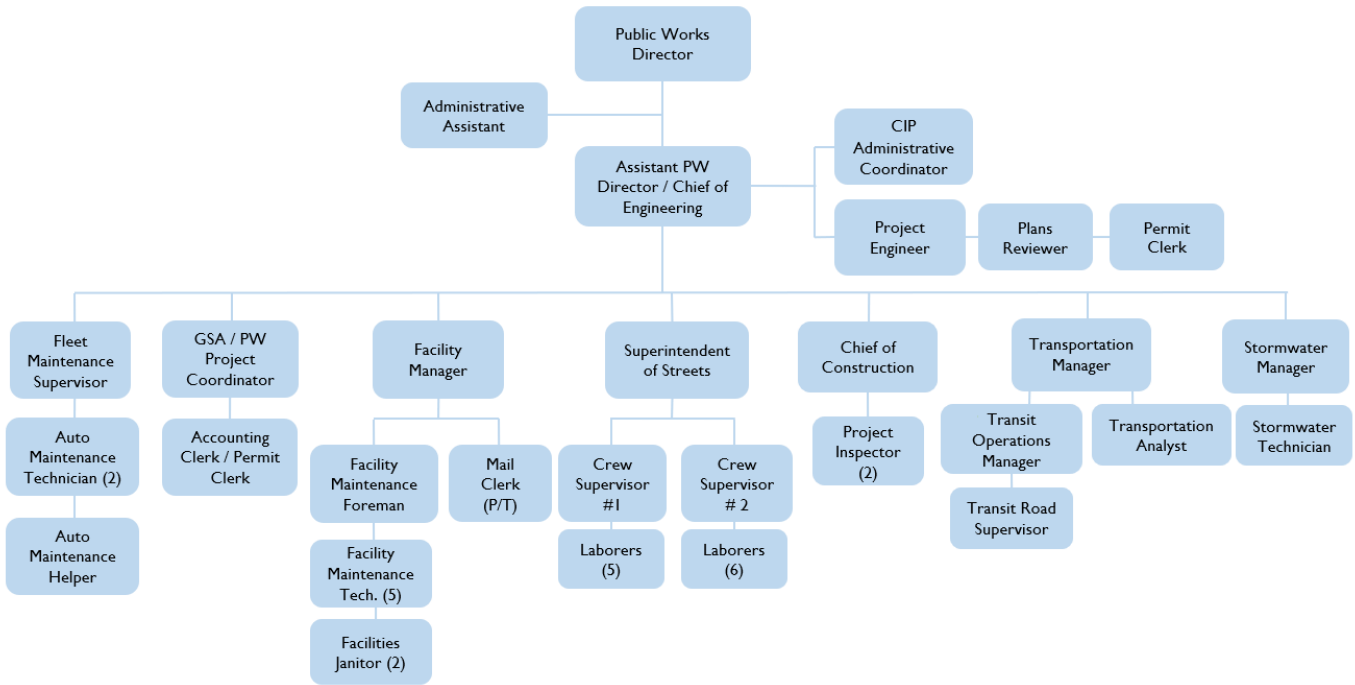 Public Works
Director
Administrative
Assistant
CIP
Administrative
Coordinator
Assistant PW
Director / Chief of
Engineering
Project
Engineer
Plans
Reviewer
Permit
Clerk
Fleet
Maintenance
Supervisor
GSA / PW
Project
Coordinator
Facility
Manager
Superintendent
of Streets
Chief of
Construction
Transportation
Manager
Stormwater
Manager
Auto
Maintenance
Technician (2)
Accounting
Clerk / Permit
Clerk
Facility
Maintenance
Foreman
Mail
Clerk
(P/T)
Crew
Supervisor
#1
Crew
Supervisor
# 2
Project
Inspector
(2)
Transit
Operations
Manager
Transportation
Analyst
Stormwater
Technician
Auto
Maintenance
Helper
Facility
Maintenance
Tech. (5)
Laborers
(5)
Laborers
(6)
Transit Road
Supervisor
Facilities
Janitor (2)